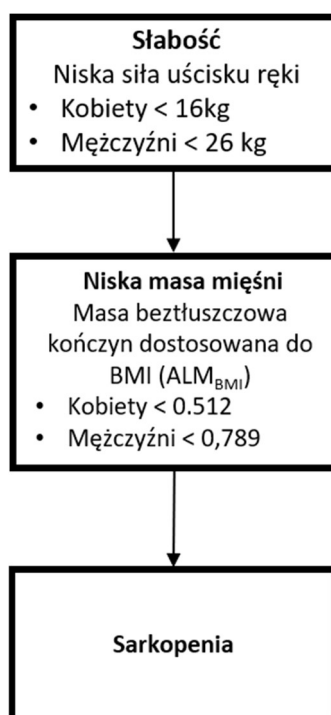 Słabość
Niska siła uścisku ręki
• Kobiety < 16kg
• Mężczyźni < 26 kg
Niska masa mięśni
Masa beztłuszczowa
kończyn dostosowana do
BMI (ALM_BMI)
• Kobiety < 0.512
• Mężczyźni < 0,789
Sarkopenia